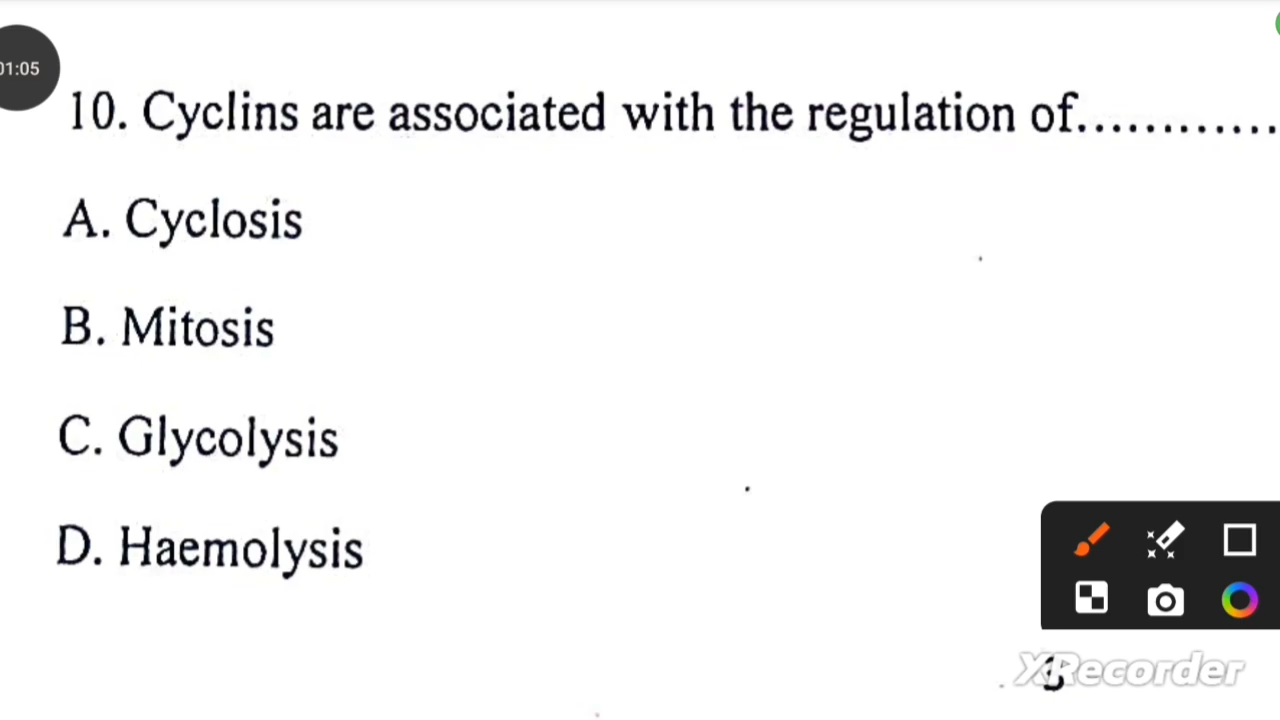 01:05
10. Cyclins are associated with the regulation of............
A. Cyclosis
B. Mitosis
C. Glycolysis
D. Haemolysis
XRecorder